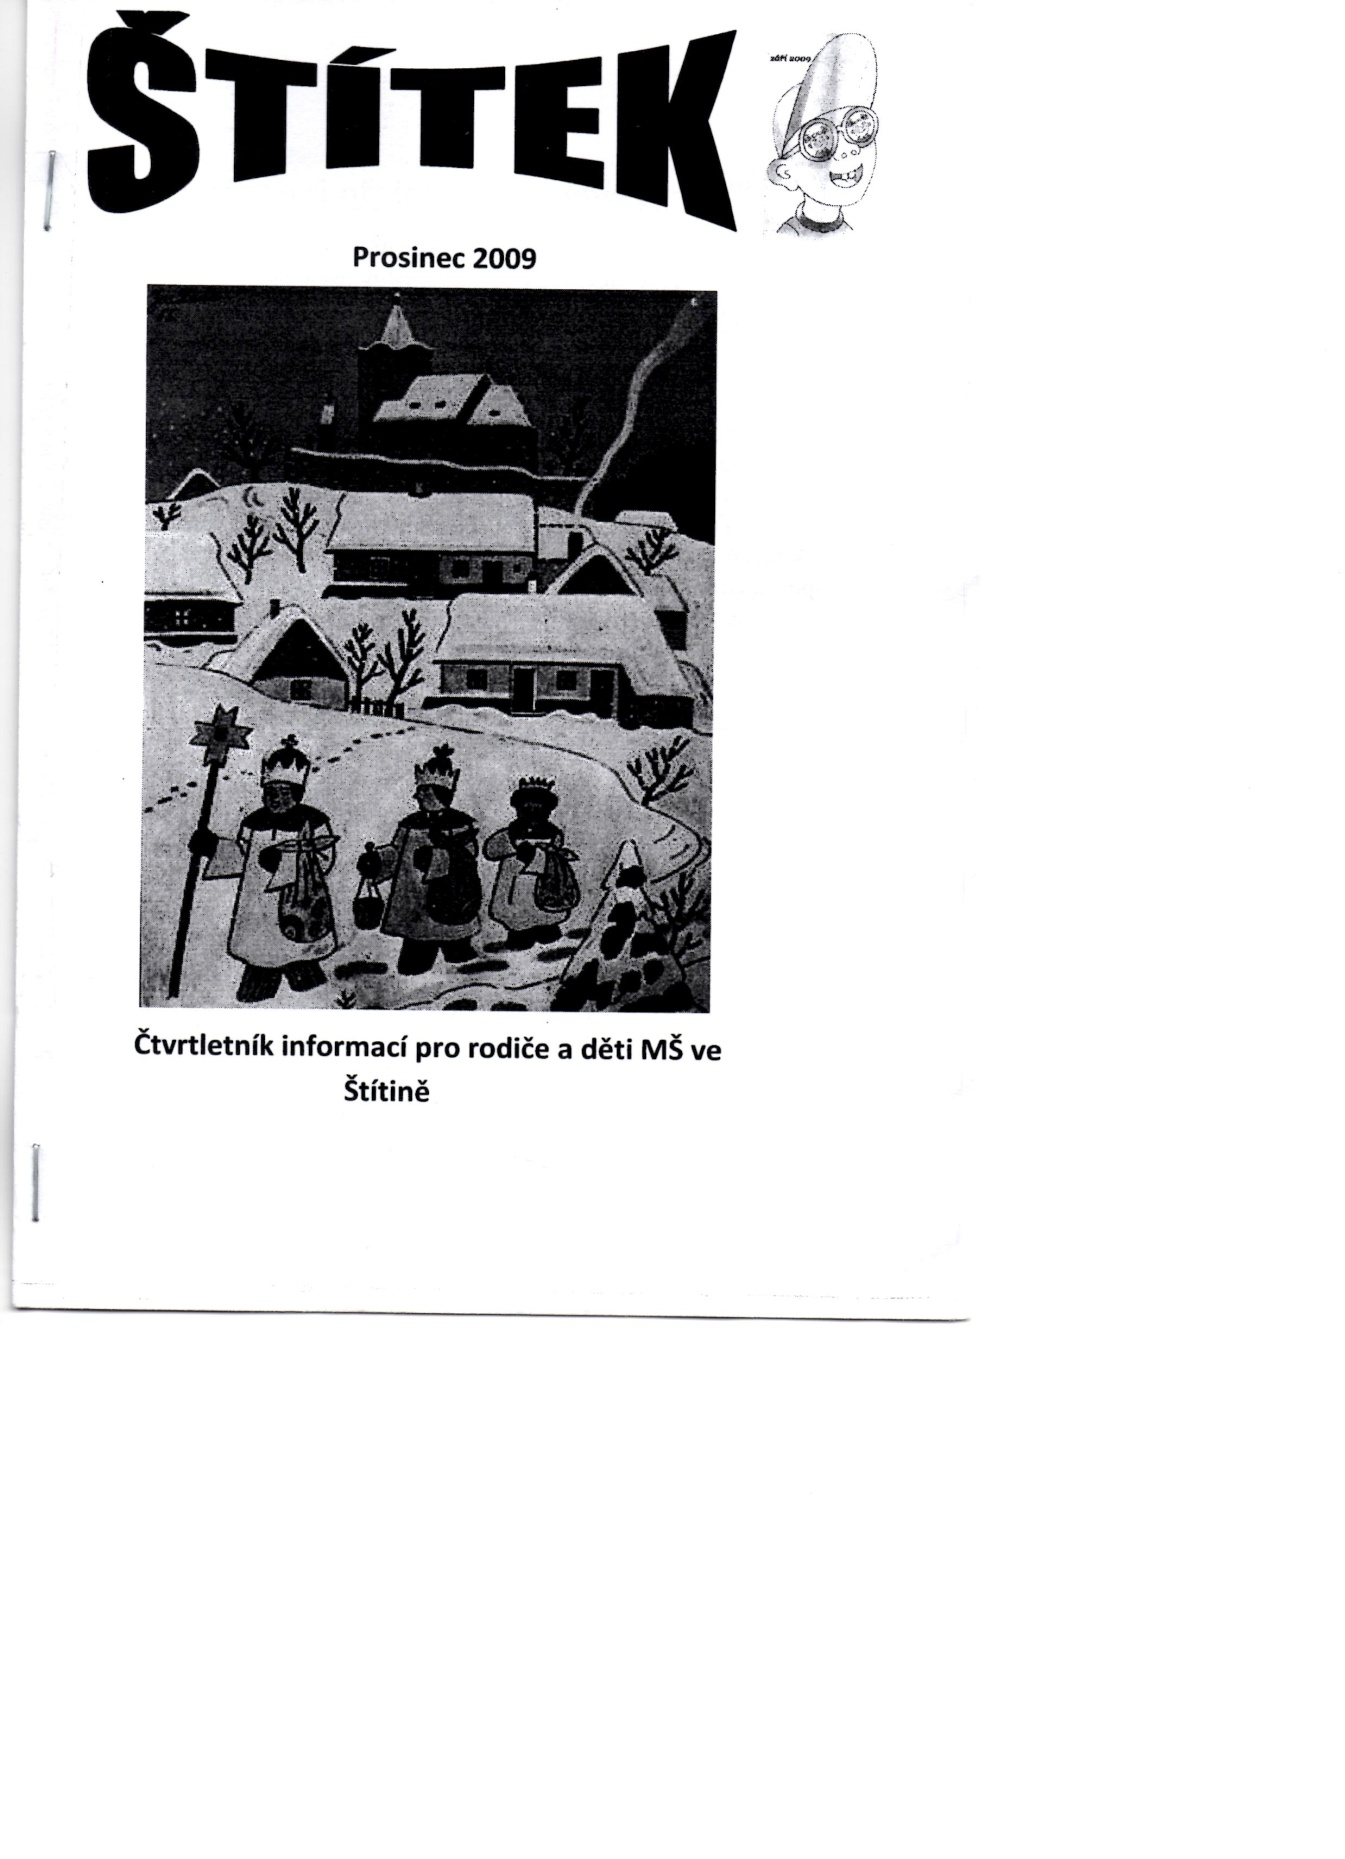 ŠTÍTEK
září 2009
Prosinec 2009
Čtvrtletník informací pro rodiče a děti MŠ ve
Štítině